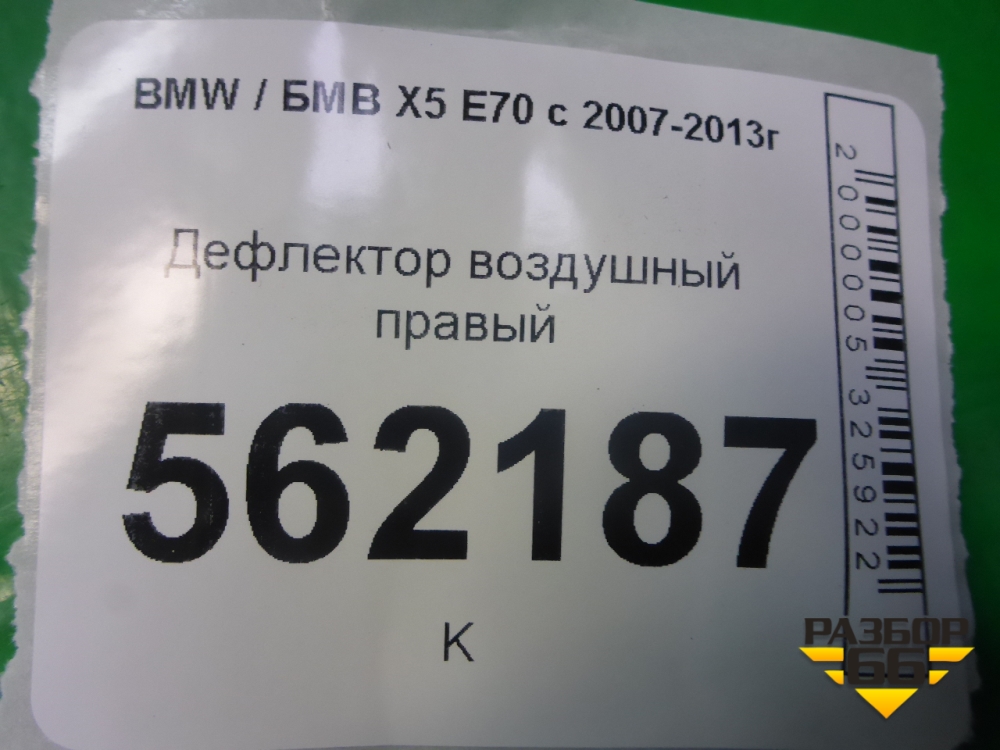 BMW / БМВ X5 E70 с 2007-2013г
Дефлектор воздушный
правый
562187
К
2000005325922
РАЗБОР
66